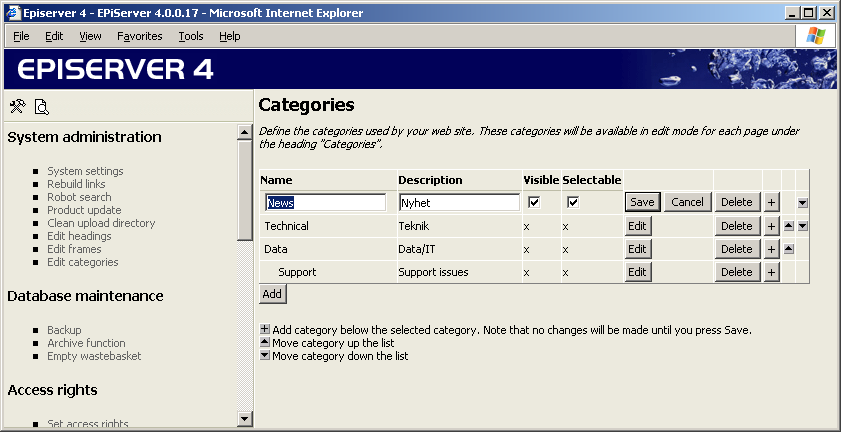 Episerver 4 - EPiServer 4.0.0.17 - Microsoft Internet Explorer
File Edit View Favorites Tools Help
EPISERVER 4
System administration
System settings
Rebuild links
Robot search
Product update
Clean upload directory
Edit headings
Edit frames
Edit categories
Database maintenance
Backup
Archive function
Empty wastebasket
Access rights
Set access rights
Categories
Define the categories used by your web site. These categories will be available in edit mode for each page under
the heading "Categories".
Name Description Visible Selectable
News Nyhet Save Cancel Delete +
Technical Teknik x x Edit Delete +
Data Data/IT x x Edit Delete +
Support Support issues x x Edit Delete +
Add
+ Add category below the selected category. Note that no changes will be made until you press Save.
Move category up the list
Move category down the list